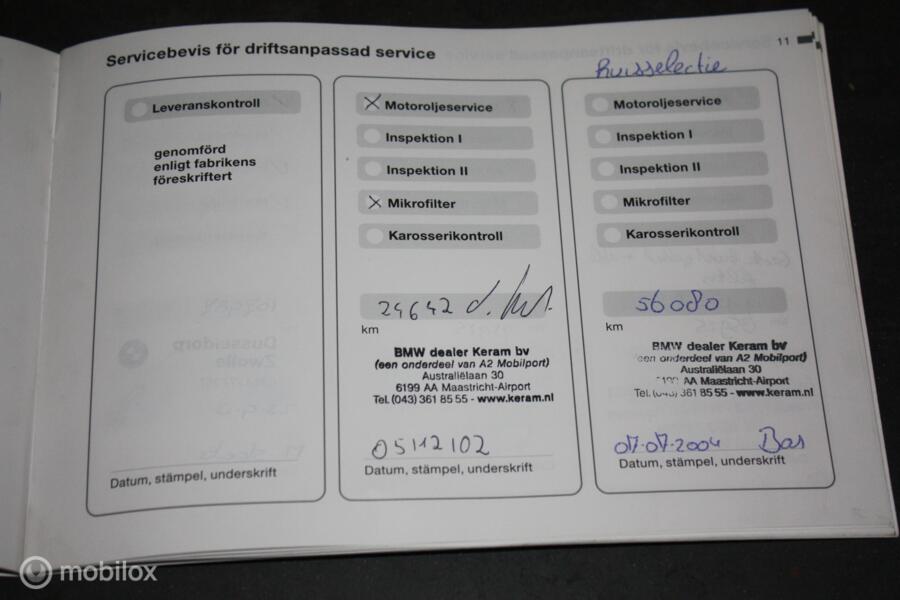 Servicebevis för driftsanpassad service
11
Leveranskontroll
genomförd
enligt fabrikens
föreskriftert
Motoroljeservice
Inspektion I
Inspektion II
Mikrofilter
Karosserikontroll
24642
km
BMW dealer Keram bv
(een onderdeel van A2 Mobilport)
Australiëlaan 30
6199 AA Maastricht-Airport
Tel. (043) 361 85 55 - www.keram.nl
05112102
Datum, stämpel, underskrift
Ruisselectie
Motoroljeservice
Inspektion I
Inspektion II
Mikrofilter
Karosserikontroll
56080
km
BMW dealer Keram bv
(een onderdeel van A2 Mobilport)
Australiëlaan 30
AA Maastricht-Airport
Tel. (043) 361 85 55 - www.keram.nl
07-07-2004 Bas
Datum, stämpel, underskrift
Datum, stämpel, underskrift
Dusseldorp
Zwolle
mobilox